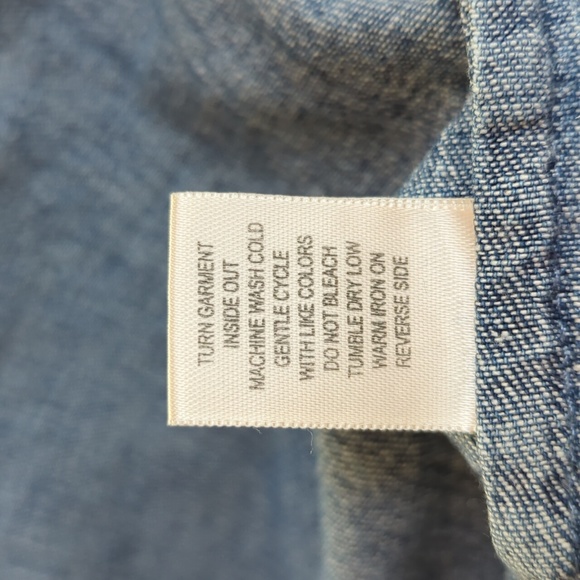 TURN GARMENT
INSIDE OUT
MACHINE WASH COLD
GENTLE CYCLE
WITH LIKE COLORS
DO NOT BLEACH
TUMBLE DRY LOW
WARM IRON ON
REVERSE SIDE